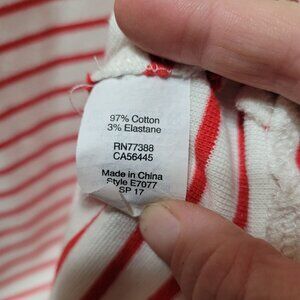 97% Cotton
3% Elastane
RN77388
CA56445
Made in China
Style E7077
SP 17